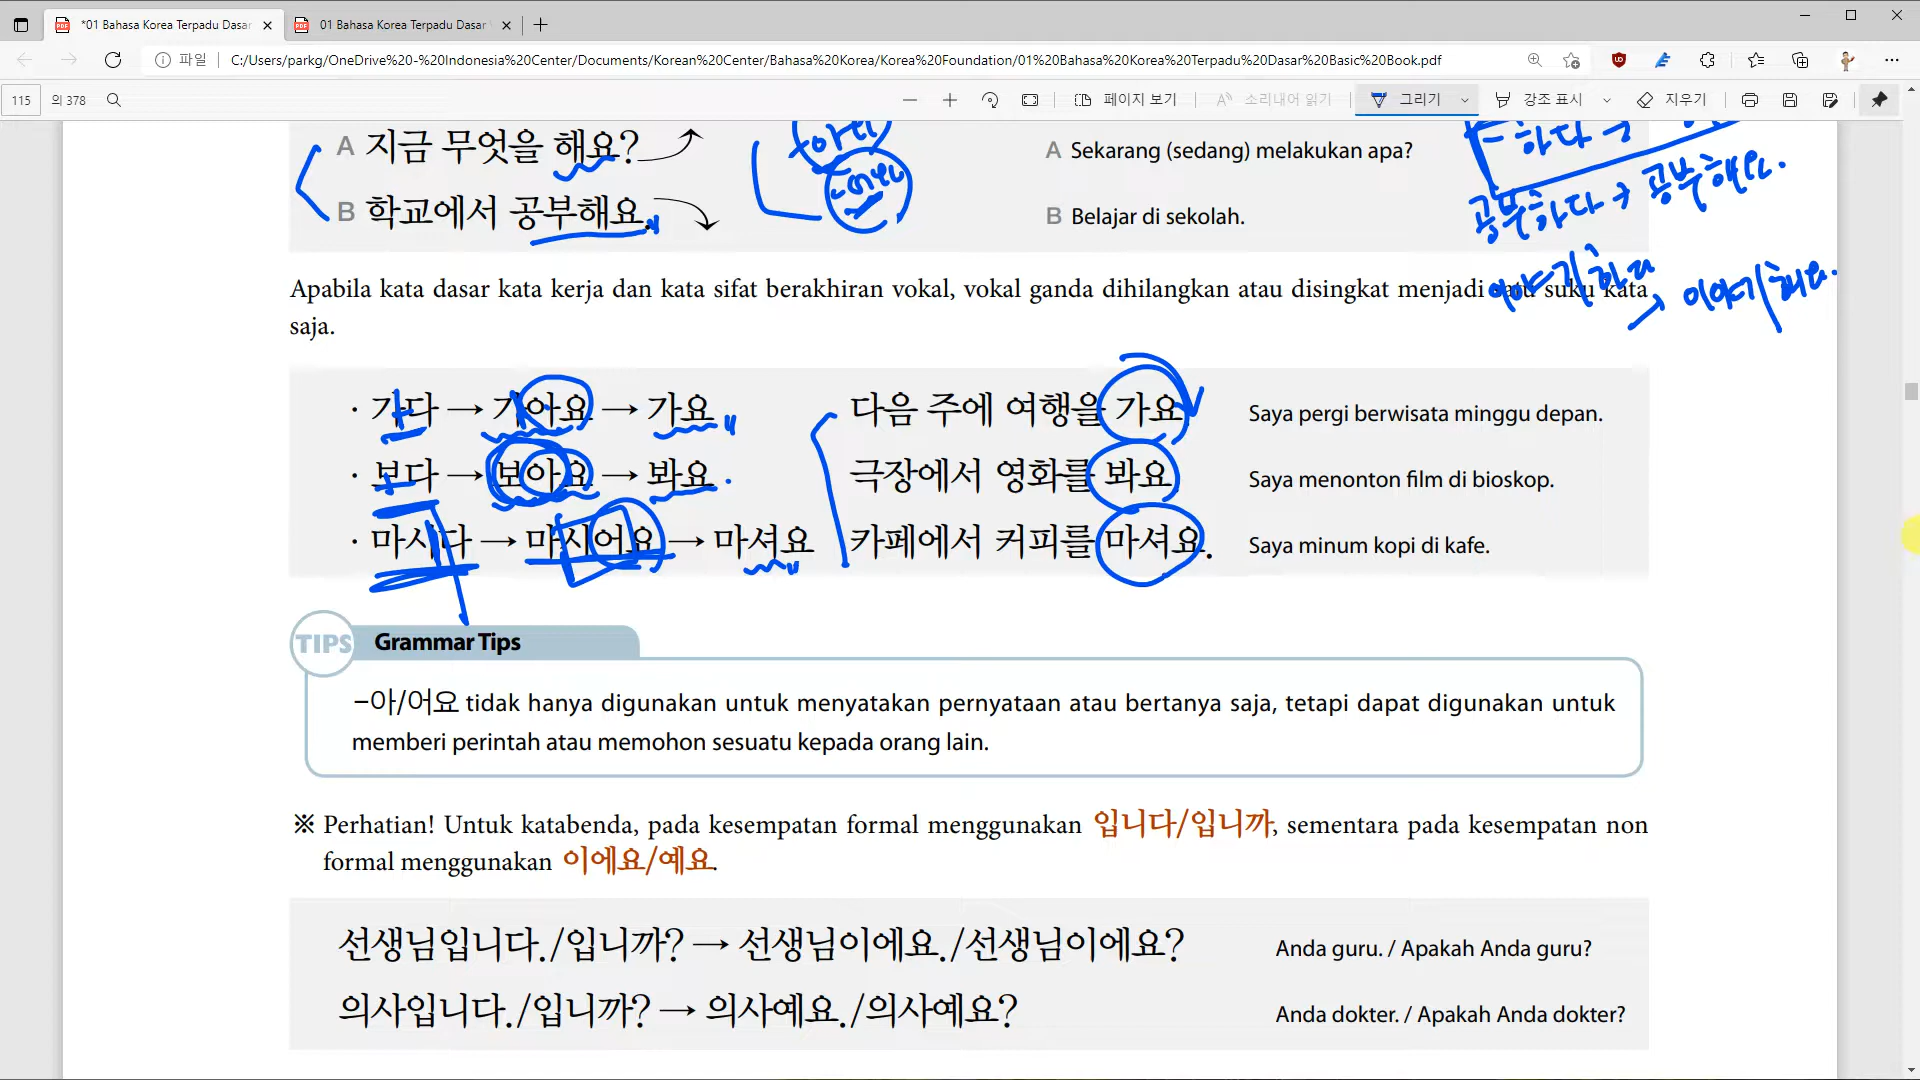 *01 Bahasa Korea Terpadu Dasar
01 Bahasa Korea Terpadu Dasar
파일 C:/Users/parkg/OneDrive%20-%20Indonesia%20Center/Documents/Korean%20Center/Bahasa%20Korea/Korea%20Foundation/01%20Bahasa%20Korea%20Terpadu%20Dasar%20Basic%20Book.pdf
115 의 378 페이지 보기 소리내어 읽기 그리기 강조 표시 지우기
A 지금 무엇을 해요? A Sekarang (sedang) melakukan apa? 하다 →
B 학교에서 공부해요. B Belajar di sekolah. 공부하다 → 공부해요.
이야기하다 → 이야기해요.
Apabila kata dasar kata kerja dan kata sifat berakhiran vokal, vokal ganda dihilangkan atau disingkat menjadi satu suku kata
saja.
· 가다 → 가아요 → 가요 다음 주에 여행을 가요. Saya pergi berwisata minggu depan.
· 보다 → 보아요 → 봐요 극장에서 영화를 봐요. Saya menonton film di bioskop.
· 마시다 → 마시어요 → 마셔요 카페에서 커피를 마셔요. Saya minum kopi di kafe.
TIPS Grammar Tips
–아/어요 tidak hanya digunakan untuk menyatakan pernyataan atau bertanya saja, tetapi dapat digunakan untuk
memberi perintah atau memohon sesuatu kepada orang lain.
※ Perhatian! Untuk katabenda, pada kesempatan formal menggunakan 입니다/입니까, sementara pada kesempatan non
formal menggunakan 이에요/예요.
선생님입니다./입니까? → 선생님이에요./선생님이에요? Anda guru. / Apakah Anda guru?
의사입니다./입니까? → 의사예요./의사예요? Anda dokter. / Apakah Anda dokter?